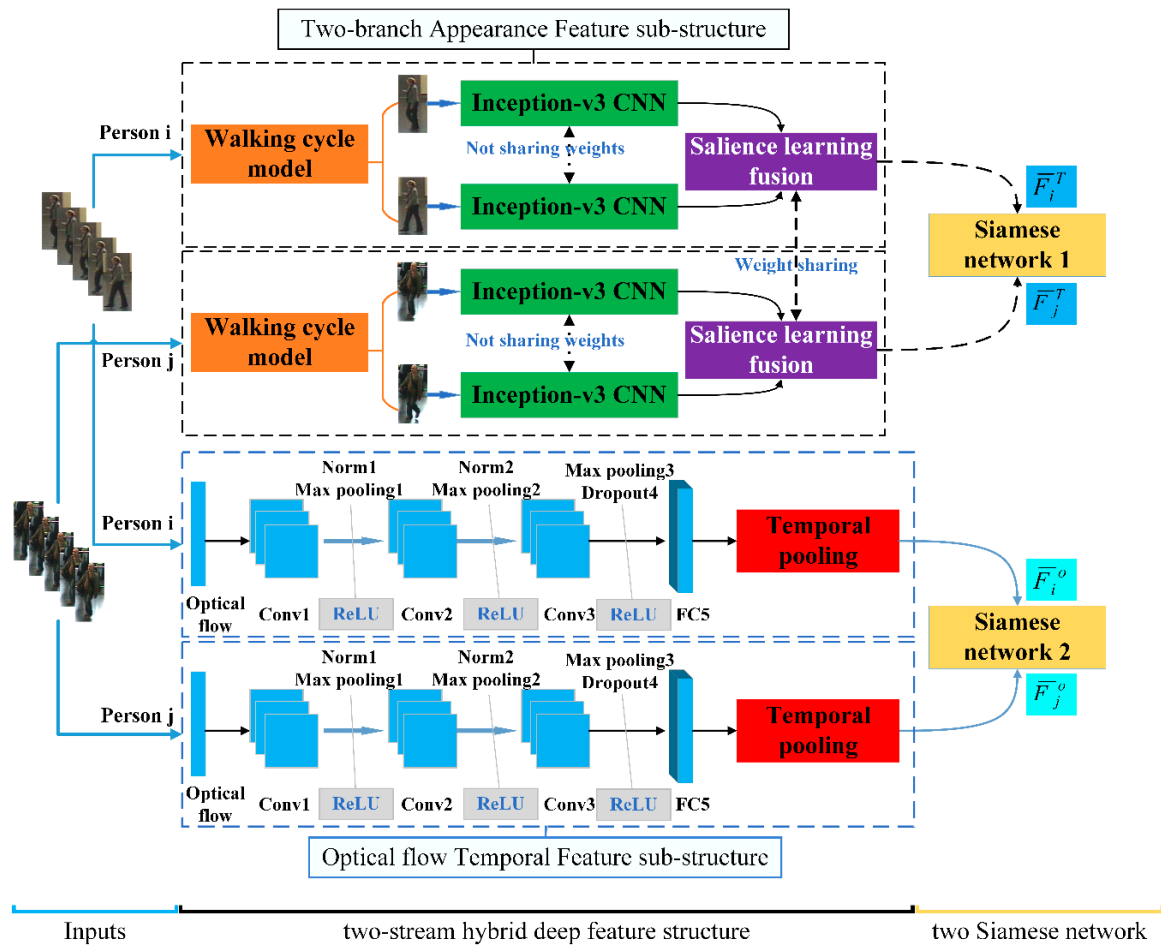 Two-branch Appearance Feature sub-structure
Person i
Walking cycle
model
Inception-v3 CNN
Not sharing weights
Inception-v3 CNN
Salience learning
fusion
F̅ᵢᵀ
Siamese
network 1
F̅ⱼᵀ
Weight sharing
Person j
Walking cycle
model
Inception-v3 CNN
Not sharing weights
Inception-v3 CNN
Salience learning
fusion
Person i
Optical
flow
Conv1
Norm1
Max pooling1
ReLU
Conv2
Norm2
Max pooling2
ReLU
Conv3
Max pooling3
Dropout4
ReLU
FC5
Temporal
pooling
F̅ᵢᵒ
Siamese
network 2
F̅ⱼᵒ
Person j
Optical
flow
Conv1
Norm1
Max pooling1
ReLU
Conv2
Norm2
Max pooling2
ReLU
Conv3
Max pooling3
Dropout4
ReLU
FC5
Temporal
pooling
Optical flow Temporal Feature sub-structure
Inputs
two-stream hybrid deep feature structure
two Siamese network